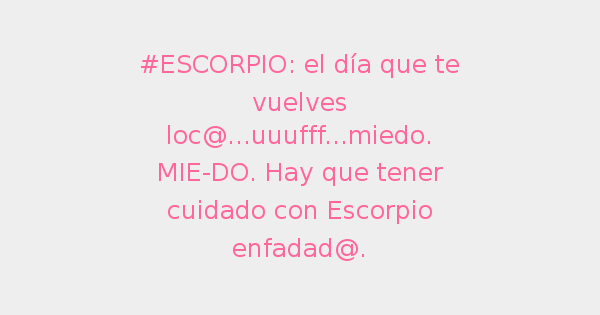 #ESCORPIO: el día que te
vuelves
loc@...uuufff...miedo.
MIE-DO. Hay que tener
cuidado con Escorpio
enfadad@.